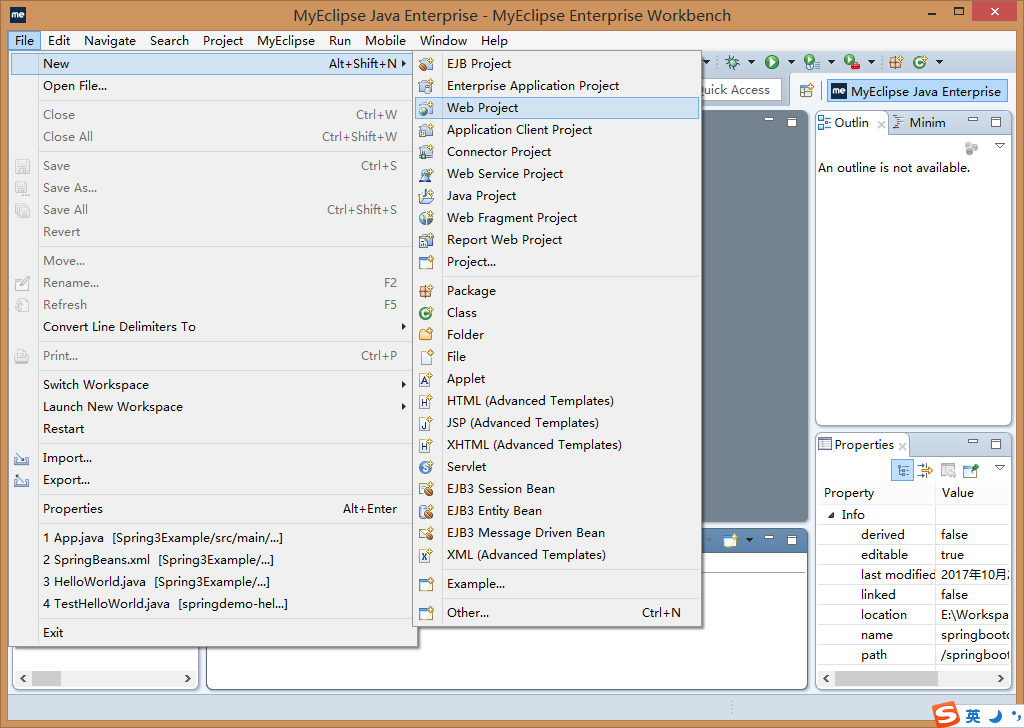 me
MyEclipse Java Enterprise - MyEclipse Enterprise Workbench
File Edit Navigate Search Project MyEclipse Run Mobile Window Help
New Alt+Shift+N
Open File...
Close Ctrl+W
Close All Ctrl+Shift+W
Save Ctrl+S
Save As...
Save All Ctrl+Shift+S
Revert
Move...
Rename... F2
Refresh F5
Convert Line Delimiters To
Print... Ctrl+P
Switch Workspace
Launch New Workspace
Restart
Import...
Export...
Properties Alt+Enter
1 App.java [Spring3Example/src/main/...]
2 SpringBeans.xml [Spring3Example/...]
3 HelloWorld.java [Spring3Example/...]
4 TestHelloWorld.java [springdemo-hel...]
Exit
EJB Project
Enterprise Application Project
Web Project
Application Client Project
Connector Project
Web Service Project
Java Project
Web Fragment Project
Report Web Project
Project...
Package
Class
Folder
File
Applet
HTML (Advanced Templates)
JSP (Advanced Templates)
XHTML (Advanced Templates)
Servlet
EJB3 Session Bean
EJB3 Entity Bean
EJB3 Message Driven Bean
XML (Advanced Templates)
Example...
Other... Ctrl+N
uick Access
me MyEclipse Java Enterprise
Outlin Minim
An outline is not available.
Properties
Property Value
Info
derived false
editable true
last modified 2017年10月2
linked false
location E:\Workspa
name springboot
path /springboot
S 英